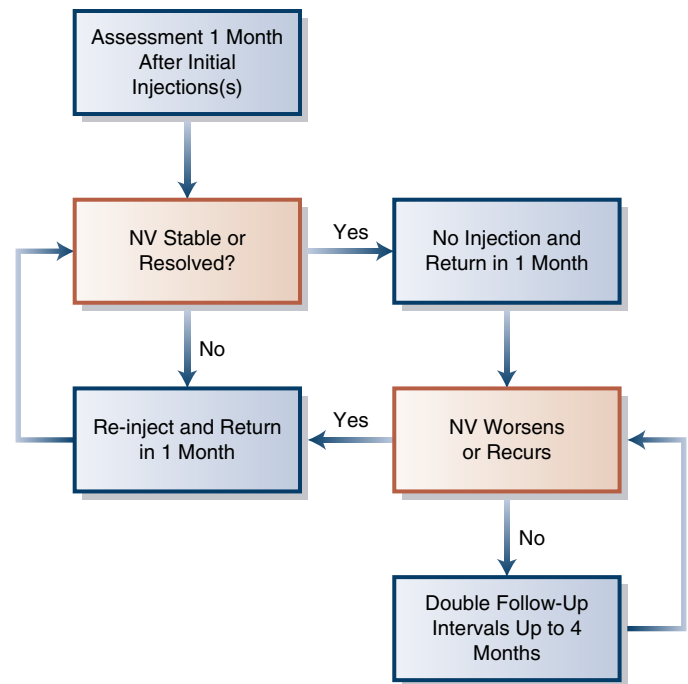 Assessment 1 Month
After Initial
Injections(s)
NV Stable or
Resolved?
Yes
No Injection and
Return in 1 Month
No
Re-inject and Return
in 1 Month
Yes
NV Worsens
or Recurs
No
Double Follow-Up
Intervals Up to 4
Months